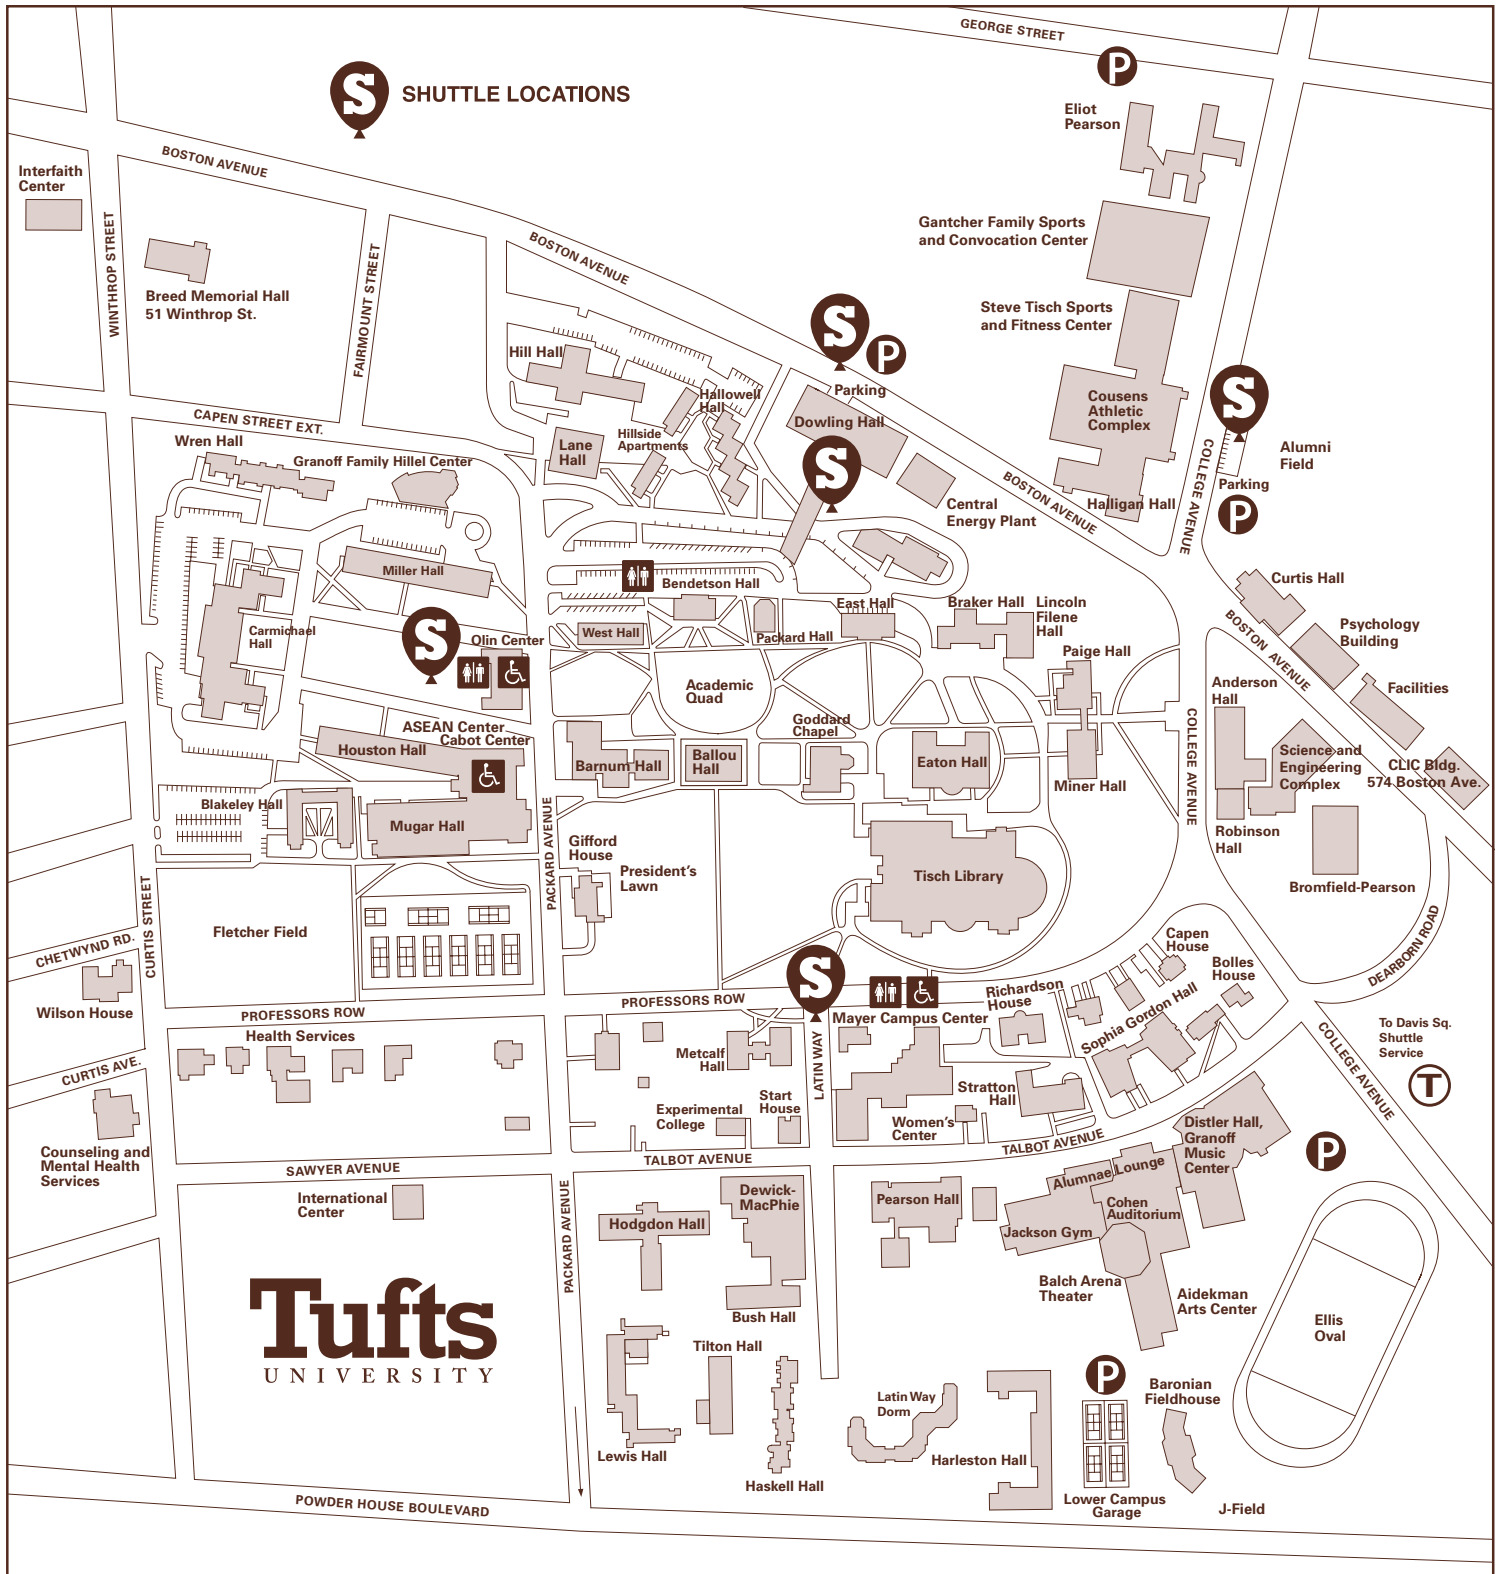 GEORGE STREET
P
S
SHUTTLE LOCATIONS
Eliot
Pearson
BOSTON AVENUE
Interfaith
Center
WINTHROP STREET
Breed Memorial Hall
51 Winthrop St.
FAIRMOUNT STREET
BOSTON AVENUE
Gantcher Family Sports
and Convocation Center
Steve Tisch Sports
and Fitness Center
S
P
Parking
Hill Hall
Hallowell
Hall
Dowling Hall
Cousens
Athletic
Complex
S
CAPEN STREET EXT.
Wren Hall
Granoff Family Hillel Center
Lane
Hall
Hillside
Apartments
S
Central
Energy Plant
BOSTON AVENUE
Halligan Hall
COLLEGE AVENUE
Alumni
Field
Parking
P
Miller Hall
Bendetson Hall
Curtis Hall
Carmichael
Hall
S
Olin Center
West Hall
Packard Hall
East Hall
Braker Hall
Lincoln
Filene
Hall
Paige Hall
BOSTON AVENUE
Psychology
Building
Anderson
Hall
Facilities
Academic
Quad
ASEAN Center
Cabot Center
Houston Hall
Goddard
Chapel
Barnum Hall
Ballou
Hall
Eaton Hall
Miner Hall
COLLEGE AVENUE
Science and
Engineering
Complex
CLIC Bldg.
574 Boston Ave.
Blakeley Hall
Mugar Hall
PACKARD AVENUE
Gifford
House
President's
Lawn
Robinson
Hall
Tisch Library
Bromfield-Pearson
CURTIS STREET
Fletcher Field
CHETWYND RD.
Wilson House
PROFESSORS ROW
PROFESSORS ROW
S
Mayer Campus Center
Richardson
House
Capen
House
Bolles
House
Sophia Gordon Hall
DEARBORN ROAD
Health Services
CURTIS AVE.
Metcalf
Hall
LATIN WAY
COLLEGE AVENUE
To Davis Sq.
Shuttle
Service
T
Experimental
College
Start
House
Stratton
Hall
Women's
Center
Counseling and
Mental Health
Services
SAWYER AVENUE
TALBOT AVENUE
TALBOT AVENUE
Distler Hall,
Granoff
Music
Center
P
International
Center
PACKARD AVENUE
Hodgdon Hall
Dewick-
MacPhie
Pearson Hall
Alumnae Lounge
Cohen
Auditorium
Jackson Gym
Balch Arena
Theater
Aidekman
Arts Center
Ellis
Oval
Tufts
UNIVERSITY
Bush Hall
Tilton Hall
Lewis Hall
Haskell Hall
Latin Way
Dorm
Harleston Hall
P
Baronian
Fieldhouse
Lower Campus
Garage
J-Field
POWDER HOUSE BOULEVARD